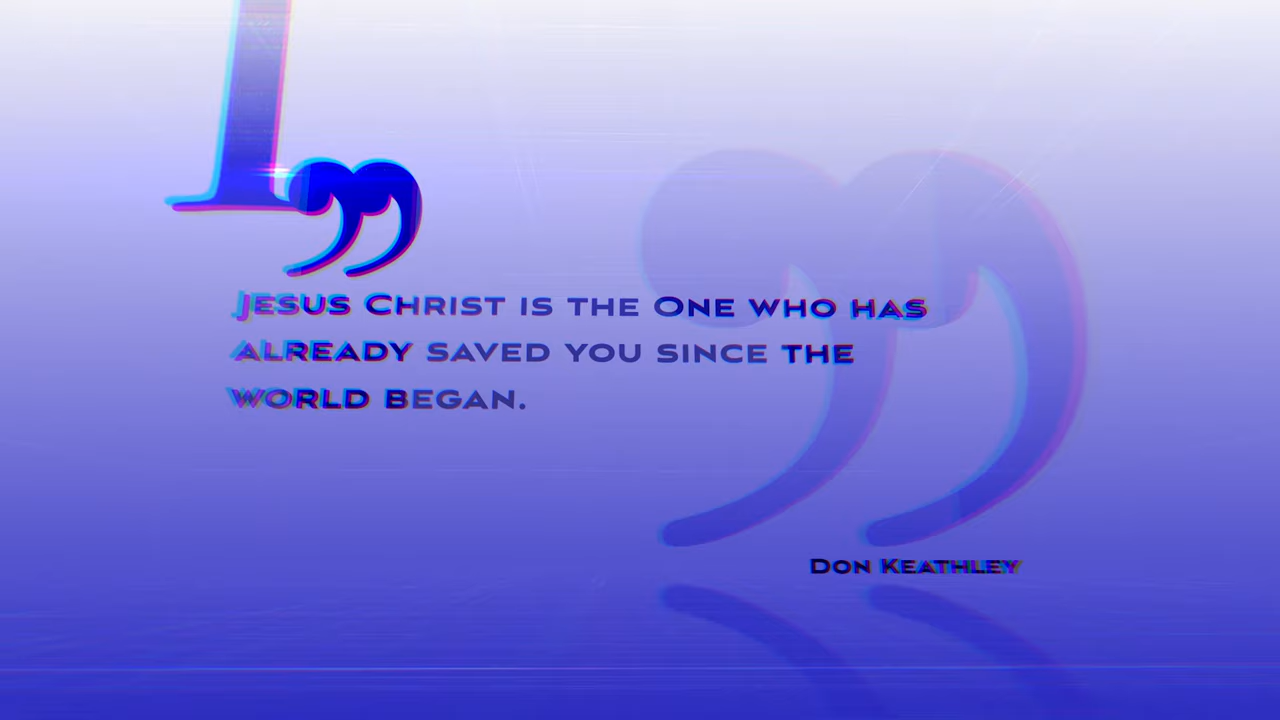 ”
Jesus Christ is the One who has
already saved you since the
world began.
Don Keathley